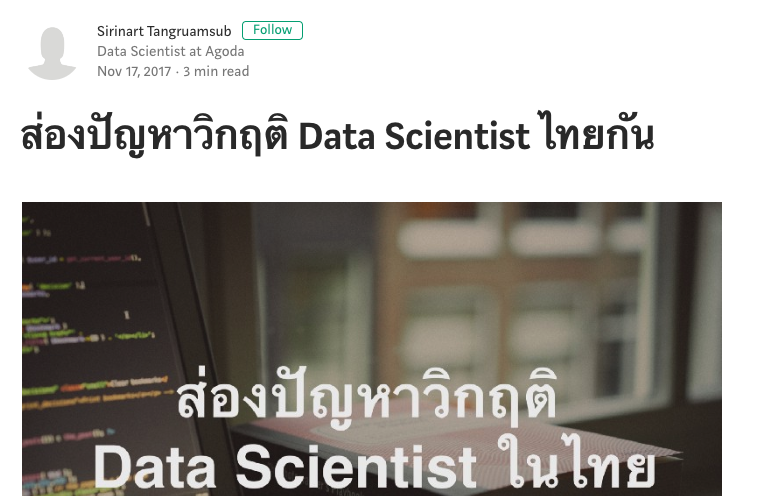 Sirinart Tangruamsub Follow
Data Scientist at Agoda
Nov 17, 2017 · 3 min read
ส่องปัญหาวิกฤติ Data Scientist ไทยกัน
ส่องปัญหาวิกฤติ
Data Scientist ในไทย